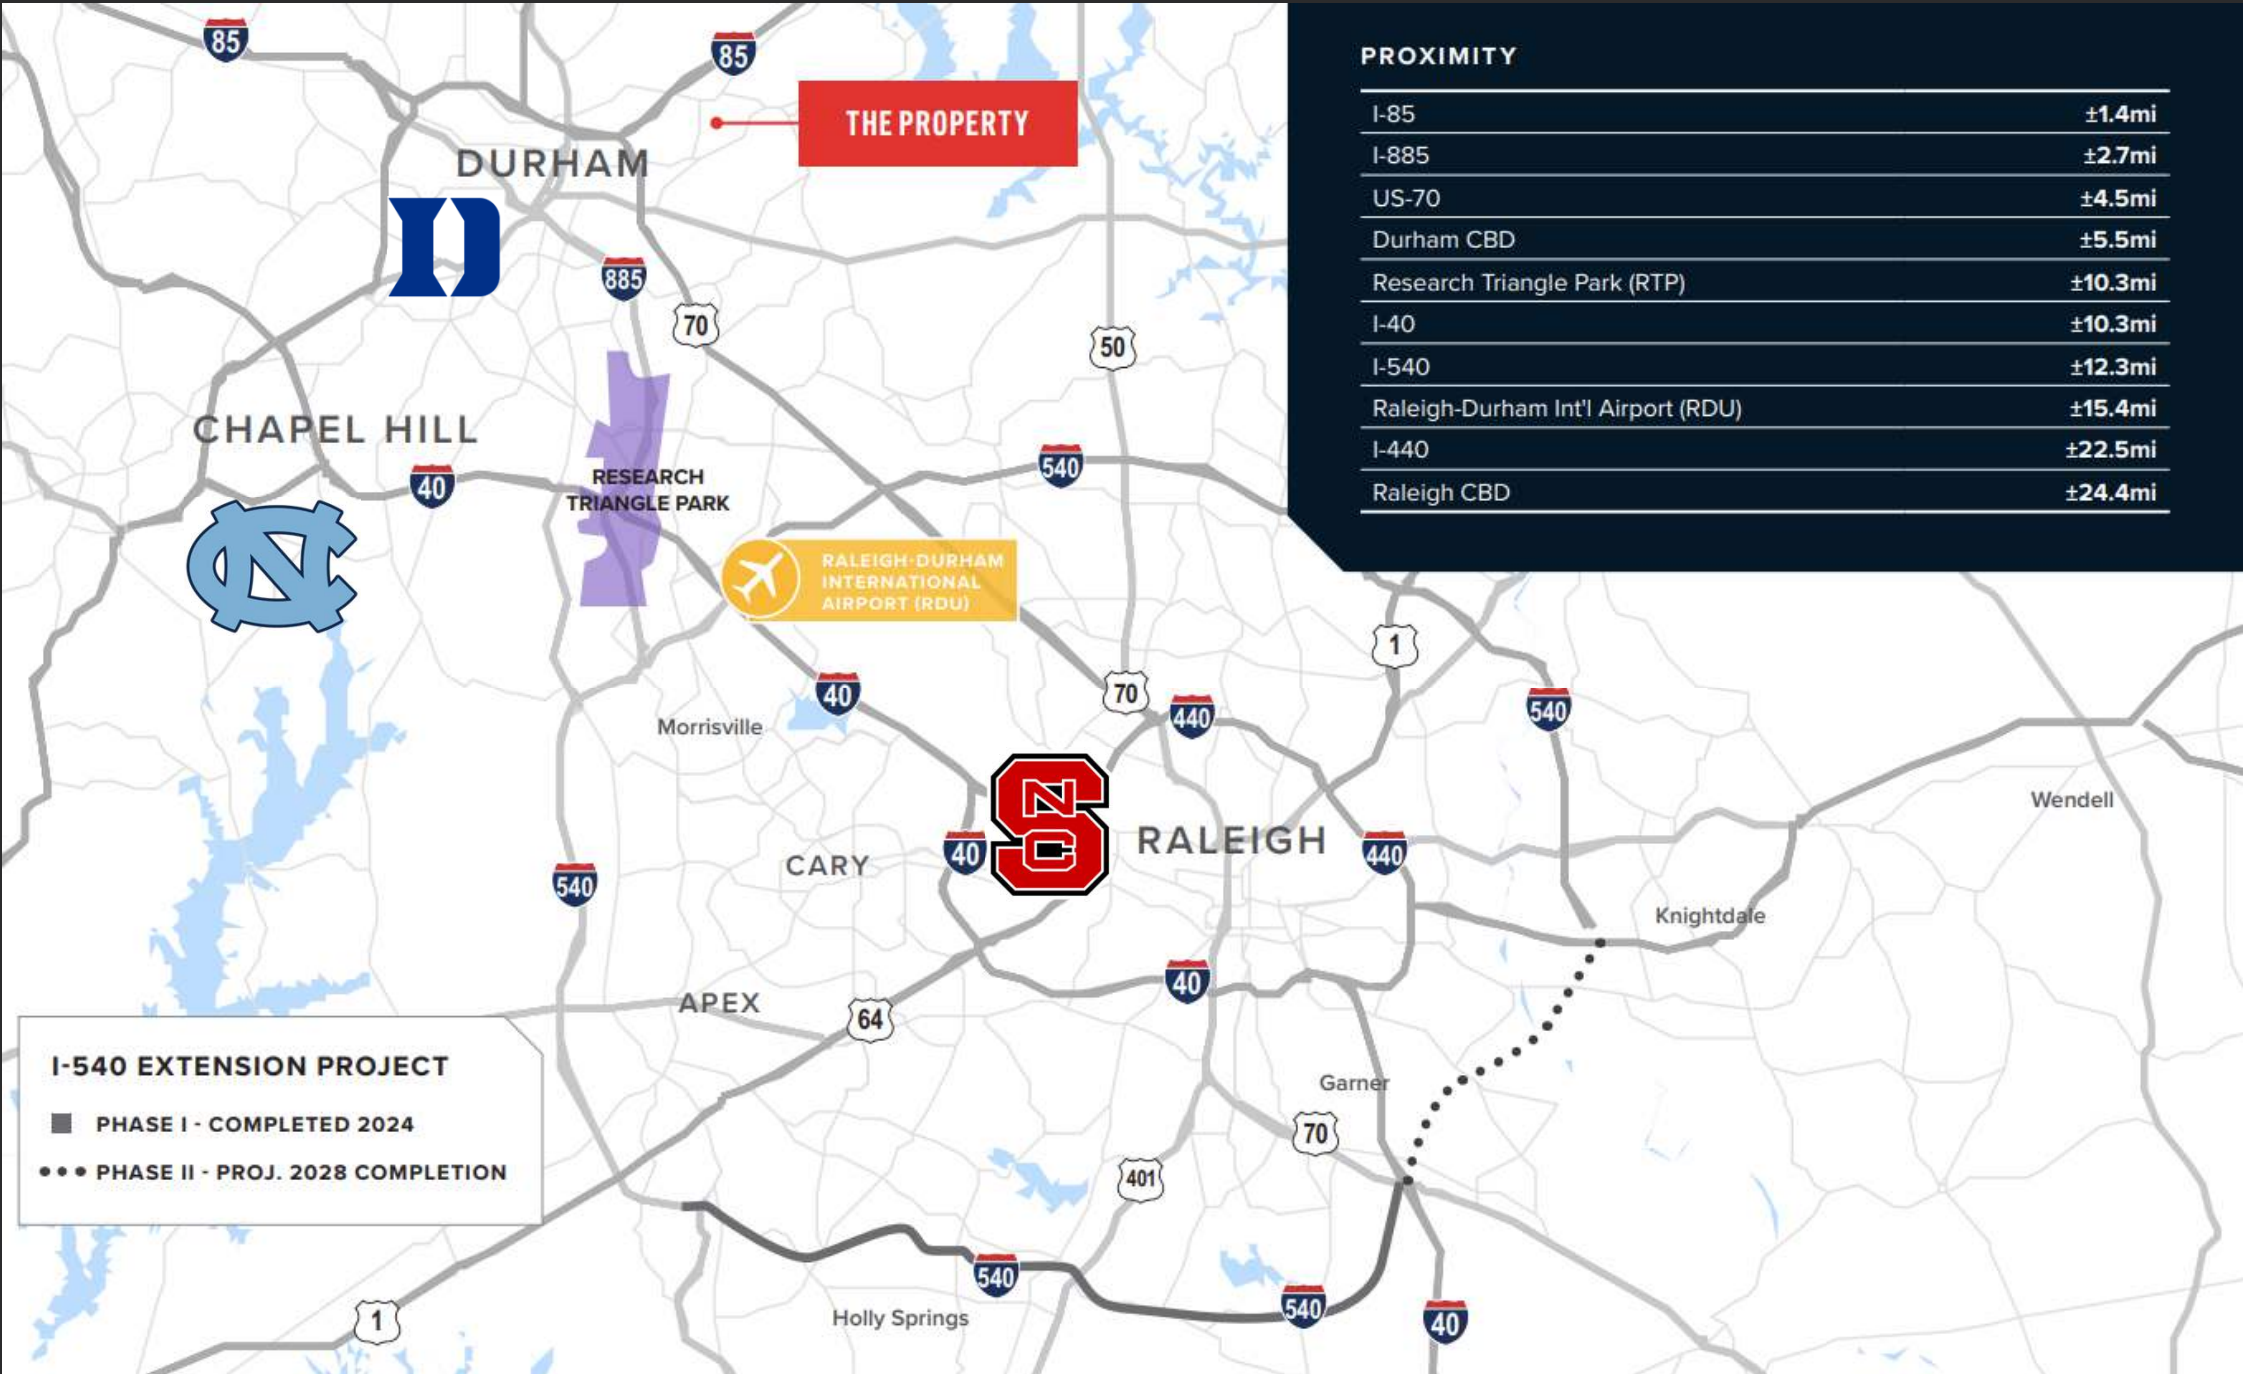 85
85
THE PROPERTY
DURHAM
D
885
70
50
CHAPEL HILL
40
RESEARCH
TRIANGLE PARK
540
NC
RALEIGH-DURHAM
INTERNATIONAL
AIRPORT (RDU)
PROXIMITY
I-85 ±1.4mi
I-885 ±2.7mi
US-70 ±4.5mi
Durham CBD ±5.5mi
Research Triangle Park (RTP) ±10.3mi
I-40 ±10.3mi
I-540 ±12.3mi
Raleigh-Durham Int'l Airport (RDU) ±15.4mi
I-440 ±22.5mi
Raleigh CBD ±24.4mi
1
40
70
440
540
Morrisville
Wendell
NCS
RALEIGH
40
440
CARY
540
Knightdale
40
APEX
64
Garner
70
401
I-540 EXTENSION PROJECT
PHASE I - COMPLETED 2024
PHASE II - PROJ. 2028 COMPLETION
540
540
Holly Springs
1
40